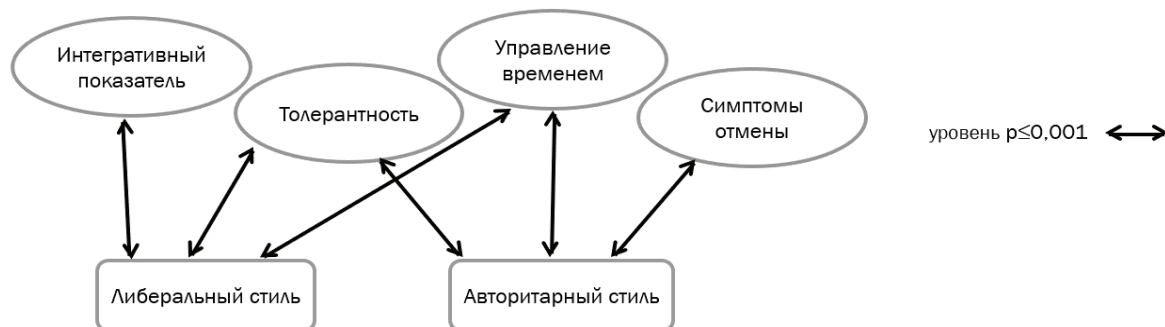 Интегративный
показатель
Толерантность
Управление
временем
Симптомы
отмены
уровень p≤0,001
Либеральный стиль
Авторитарный стиль